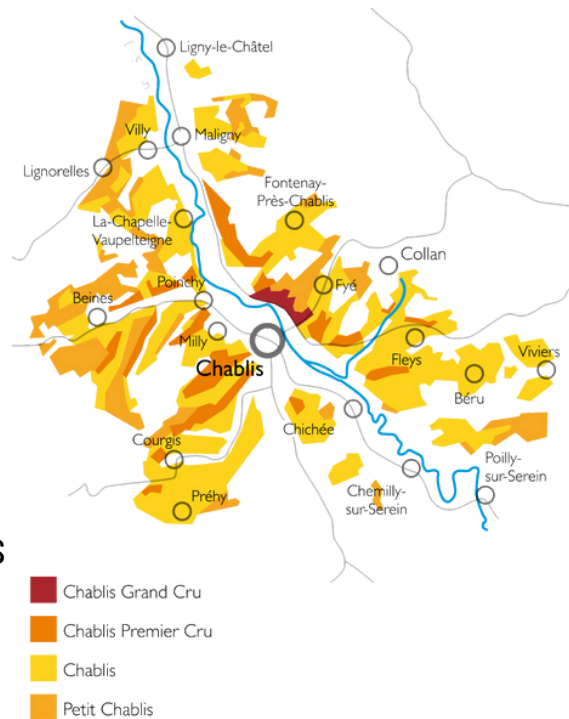 Ligny-le-Châtel
Villy
Maligny
Lignorelles
Fontenay-
Près-Chablis
La-Chapelle-
Vaupelteigne
Collan
Fyé
Poinchy
Beines
Milly
Chablis
Fleys
Viviers
Béru
Chichée
Courgis
Poilly-
sur-Serein
Chemilly-
sur-Serein
Préhy
S
Chablis Grand Cru
Chablis Premier Cru
Chablis
Petit Chablis